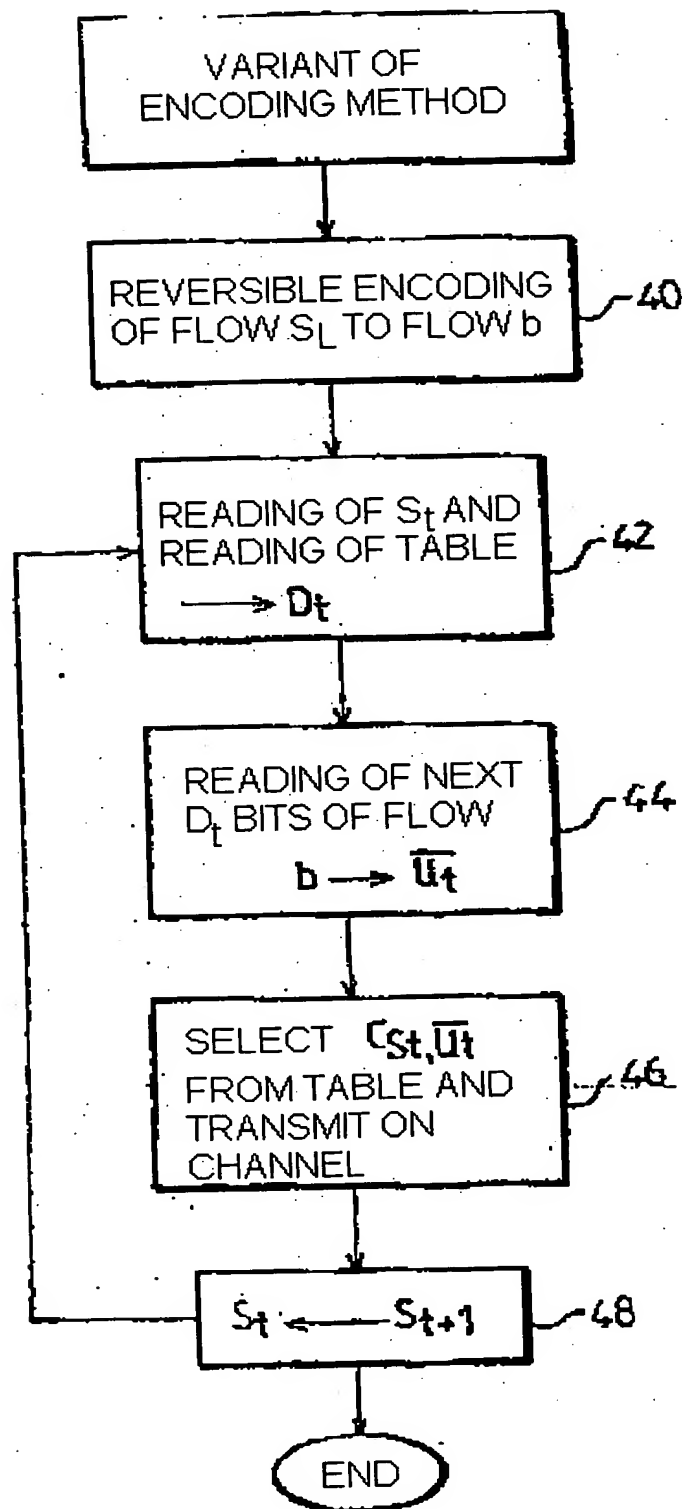 VARIANT OF
ENCODING METHOD
REVERSIBLE ENCODING
OF FLOW SL TO FLOW b
40
READING OF St AND
READING OF TABLE
⟶ Dt
42
READING OF NEXT
Dt BITS OF FLOW
b ⟶ u̅t̅
44
SELECT CSt,u̅t̅
FROM TABLE AND
TRANSMIT ON
CHANNEL
46
St ⟵ St+1
48
END